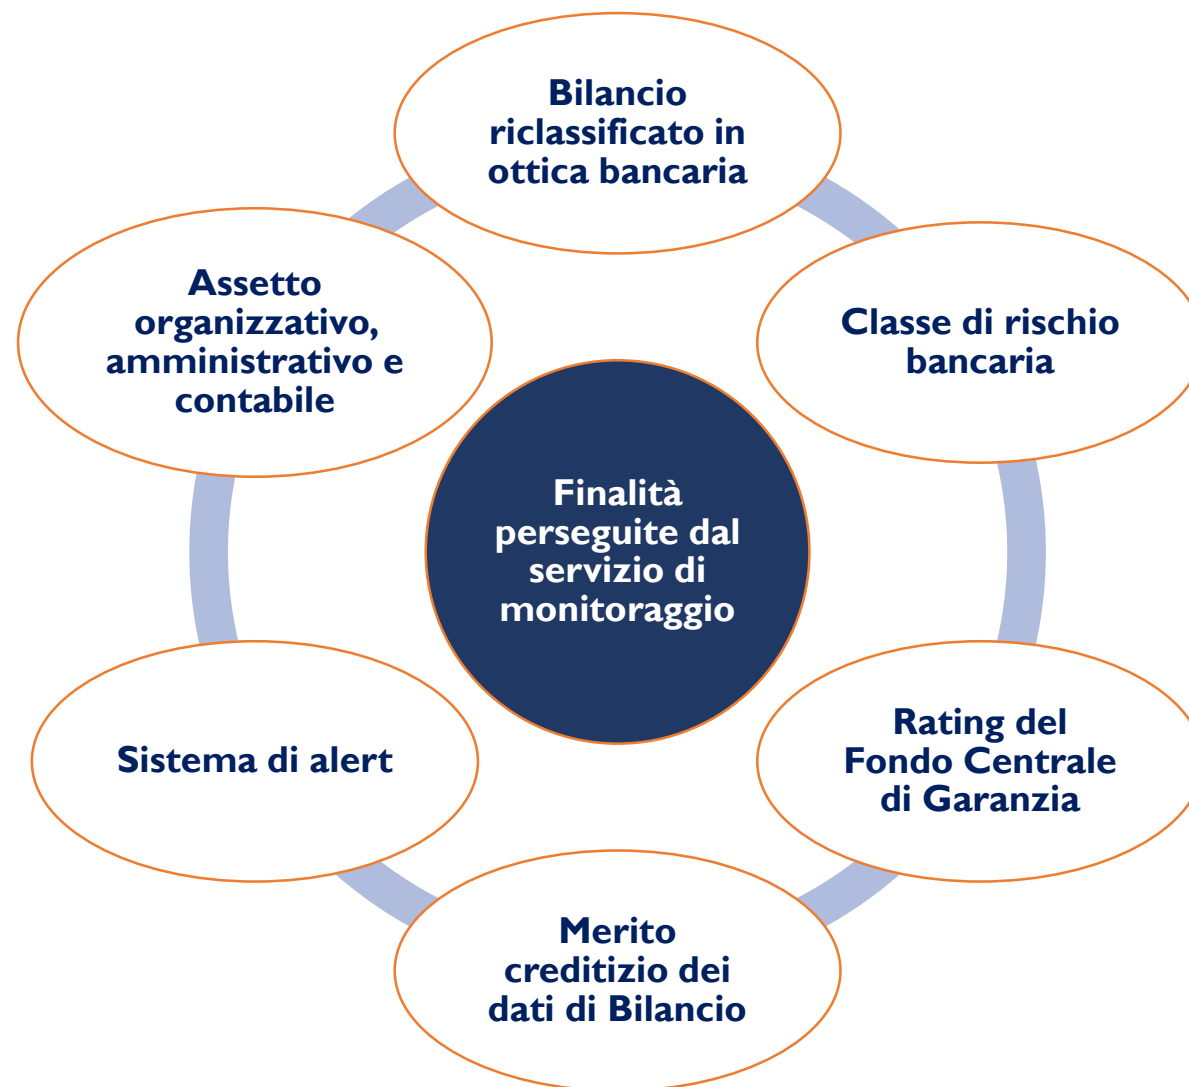 Bilancio
riclassificato in
ottica bancaria
Classe di rischio
bancaria
Rating del
Fondo Centrale
di Garanzia
Merito
creditizio dei
dati di Bilancio
Sistema di alert
Assetto
organizzativo,
amministrativo e
contabile
Finalità
perseguite dal
servizio di
monitoraggio